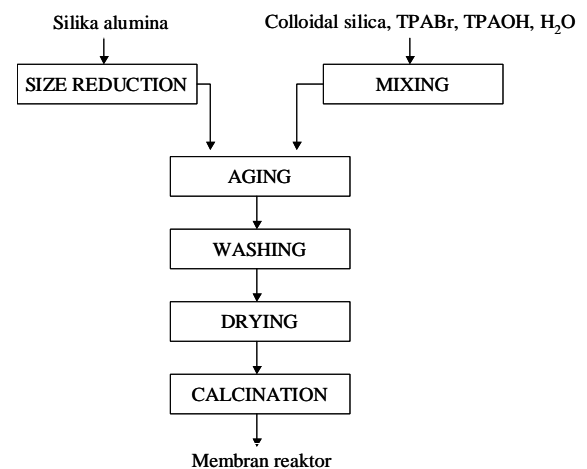 Silika alumina
Colloidal silica, TPABr, TPAOH, H₂O
SIZE REDUCTION
MIXING
AGING
WASHING
DRYING
CALCINATION
Membran reaktor